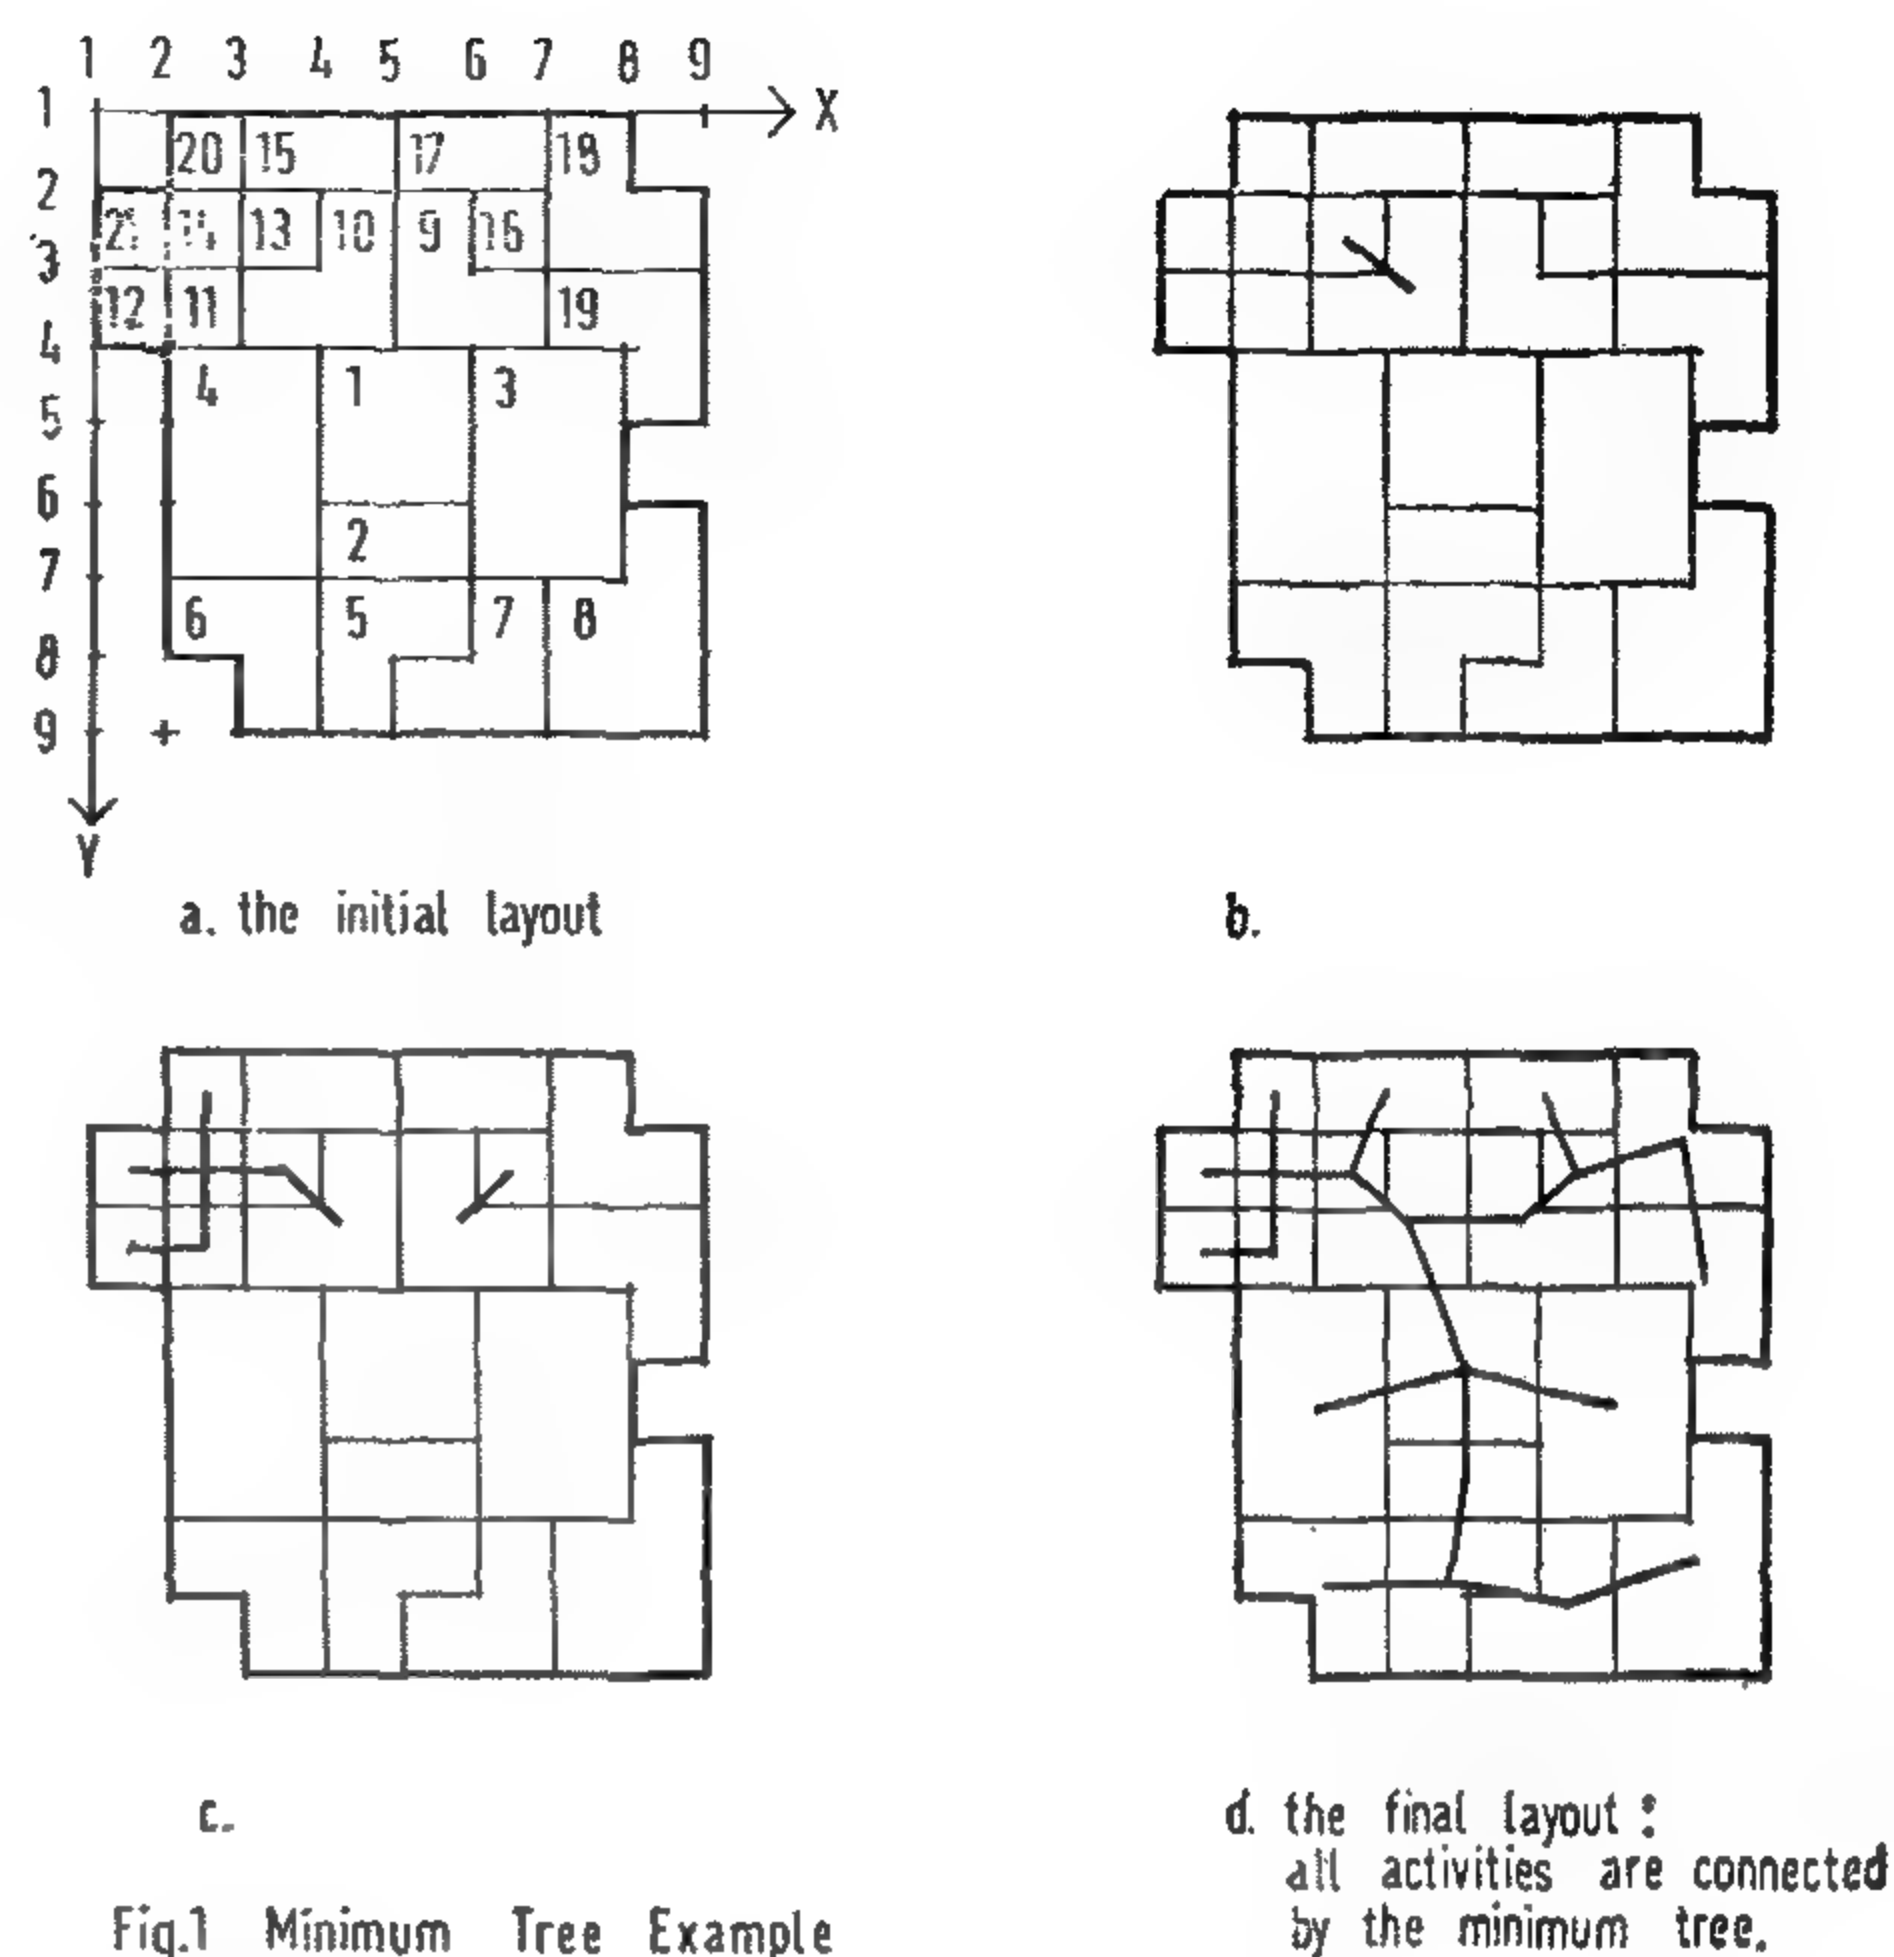 1 2 3 4 5 6 7 8 9
X
1
20 15 17 18
2
21 14 13 10 9 16
3
12 11 19
4
4 1 3
5
6
2
7
6 5 7 8
8
9
Y
a. the initial layout
b.
c.
d. the final layout :
all activities are connected
by the minimum tree.
Fig.1 Minimum Tree Example